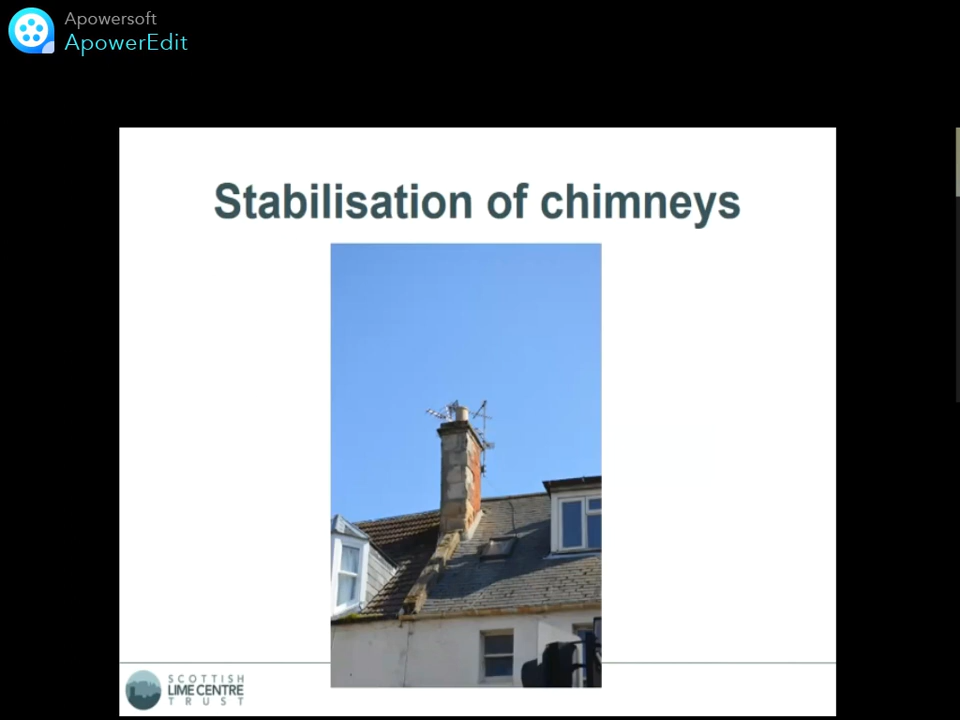 Apowersoft
ApowerEdit
Stabilisation of chimneys
SCOTTISH
LIME CENTRE
TRUST